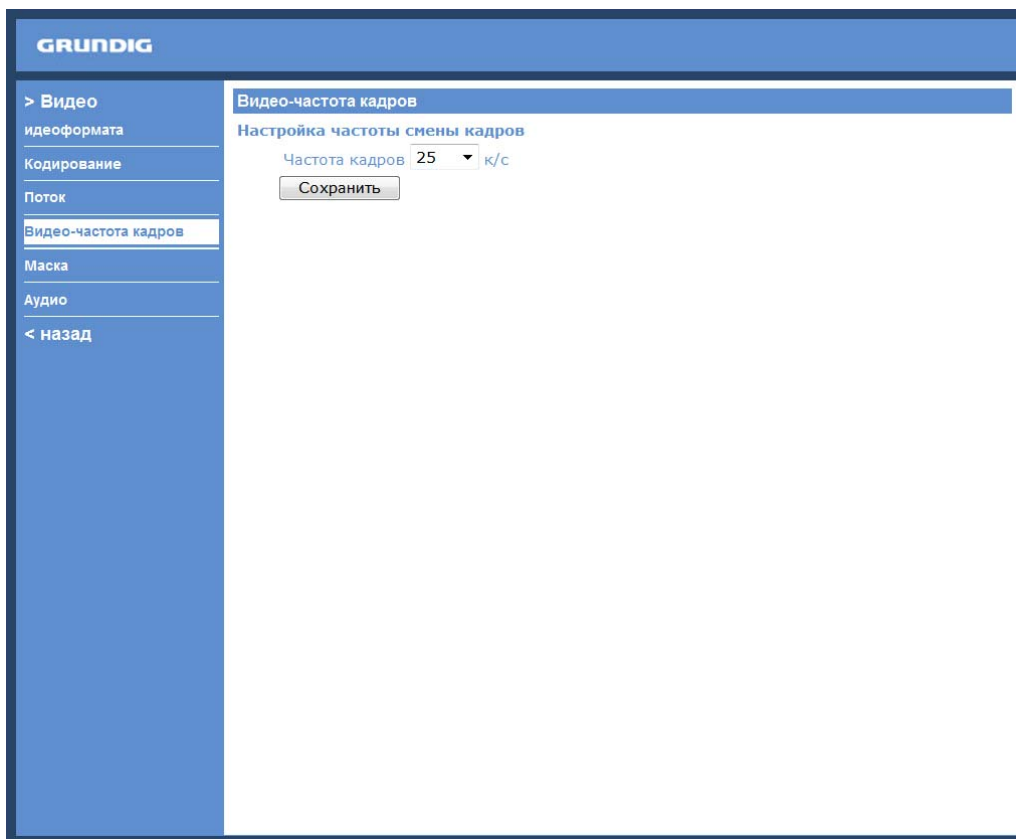 GRUNDIG
> Видео
идеоформата
Кодирование
Поток
Видео-частота кадров
Маска
Аудио
< назад
Видео-частота кадров
Настройка частоты смены кадров
Частота кадров 25 к/с
Сохранить